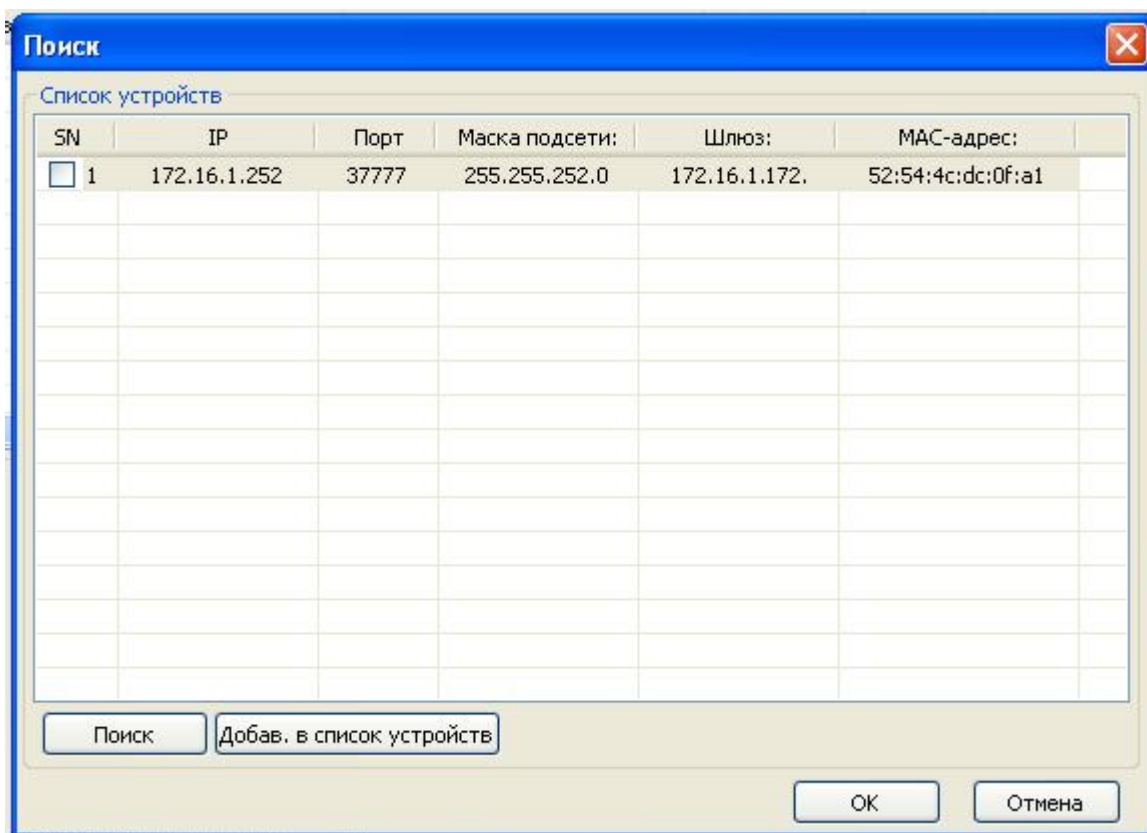 Поиск
Список устройств
SN IP Порт Маска подсети: Шлюз: MAC-адрес:
1 172.16.1.252 37777 255.255.252.0 172.16.1.172. 52:54:4c:dc:0f:a1
Поиск Добав. в список устройств
OK Отмена